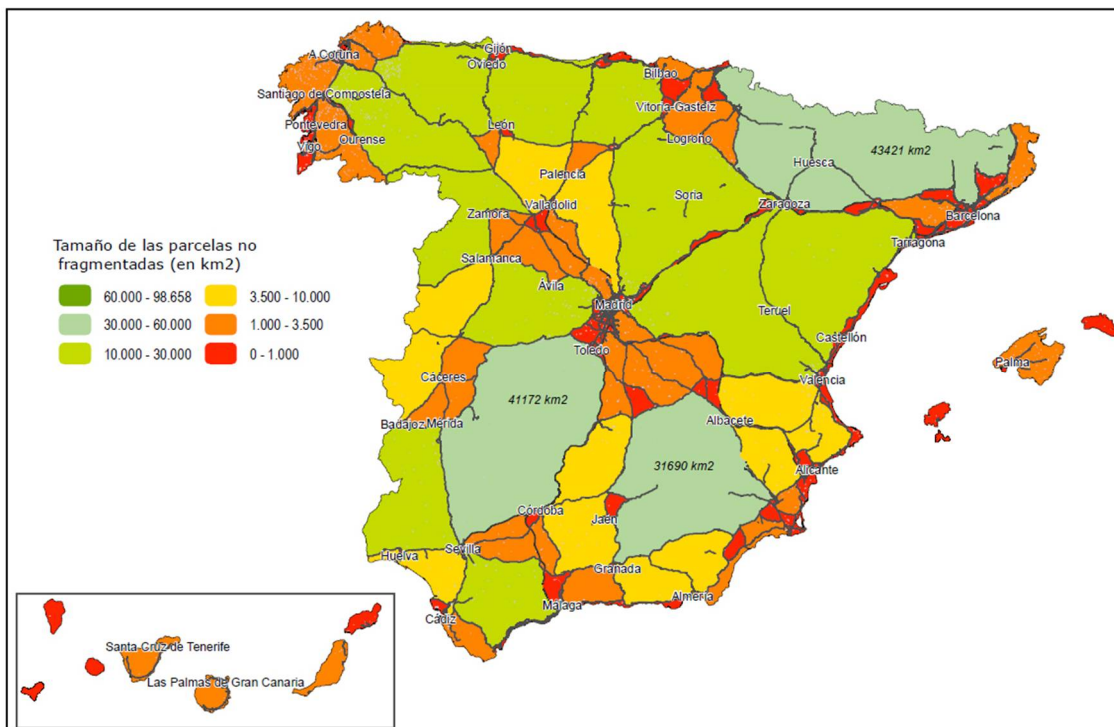 Gijón
A Coruña
Oviedo
Bilbao
Santiago de Compostela
Vitoria-Gasteiz
León
43421 km2
Pontevedra
Ourense
Logroño
Huesca
Vigo
Palencia
Soria
Valladolid
Zaragoza
Zamora
Barcelona
Tarragona
Tamaño de las parcelas no
fragmentadas (en km2)
Salamanca
Ávila
60.000 - 98.658
3.500 - 10.000
Madrid
Teruel
30.000 - 60.000
1.000 - 3.500
Castellón
10.000 - 30.000
0 - 1.000
Toledo
Palma
Cáceres
Valencia
41172 km2
Badajoz
Mérida
Albacete
31690 km2
Alicante
Córdoba
Jaén
Sevilla
Huelva
Granada
Almería
Málaga
Cádiz
Santa Cruz de Tenerife
Las Palmas de Gran Canaria